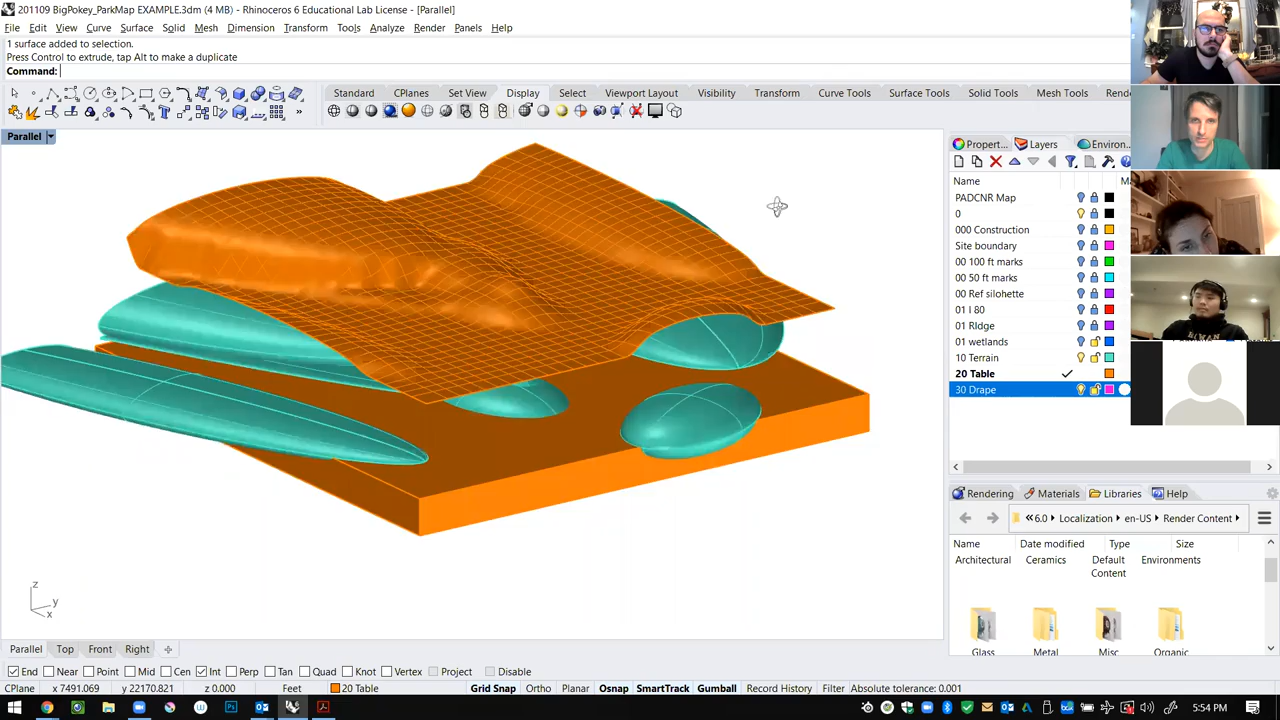 201109 BigPokey_ParkMap EXAMPLE.3dm (4 MB) - Rhinoceros 6 Educational Lab License - [Parallel]
File Edit View Curve Surface Solid Mesh Dimension Transform Tools Analyze Render Panels Help
1 surface added to selection.
Press Control to extrude, tap Alt to make a duplicate
Command:
Standard CPlanes Set View Display Select Viewport Layout Visibility Transform Curve Tools Surface Tools Solid Tools Mesh Tools Rende
Parallel
Propert... Layers Environ...
Name M
PADCNR Map
0
000 Construction
Site boundary
00 100 ft marks
00 50 ft marks
00 Ref silohette
01 I 80
01 RIdge
01 wetlands
10 Terrain
20 Table
30 Drape
Rendering Materials Libraries Help
6.0 Localization en-US Render Content
Name Date modified Type Size
Architectural Ceramics Default Content Environments
Glass Metal Misc Organic
z
y
x
Parallel Top Front Right
End Near Point Mid Cen Int Perp Tan Quad Knot Vertex Project Disable
CPlane x 7491.069 y 22170.821 z 0.000 Feet 20 Table Grid Snap Ortho Planar Osnap SmartTrack Gumball Record History Filter Absolute tolerance: 0.001
5:54 PM